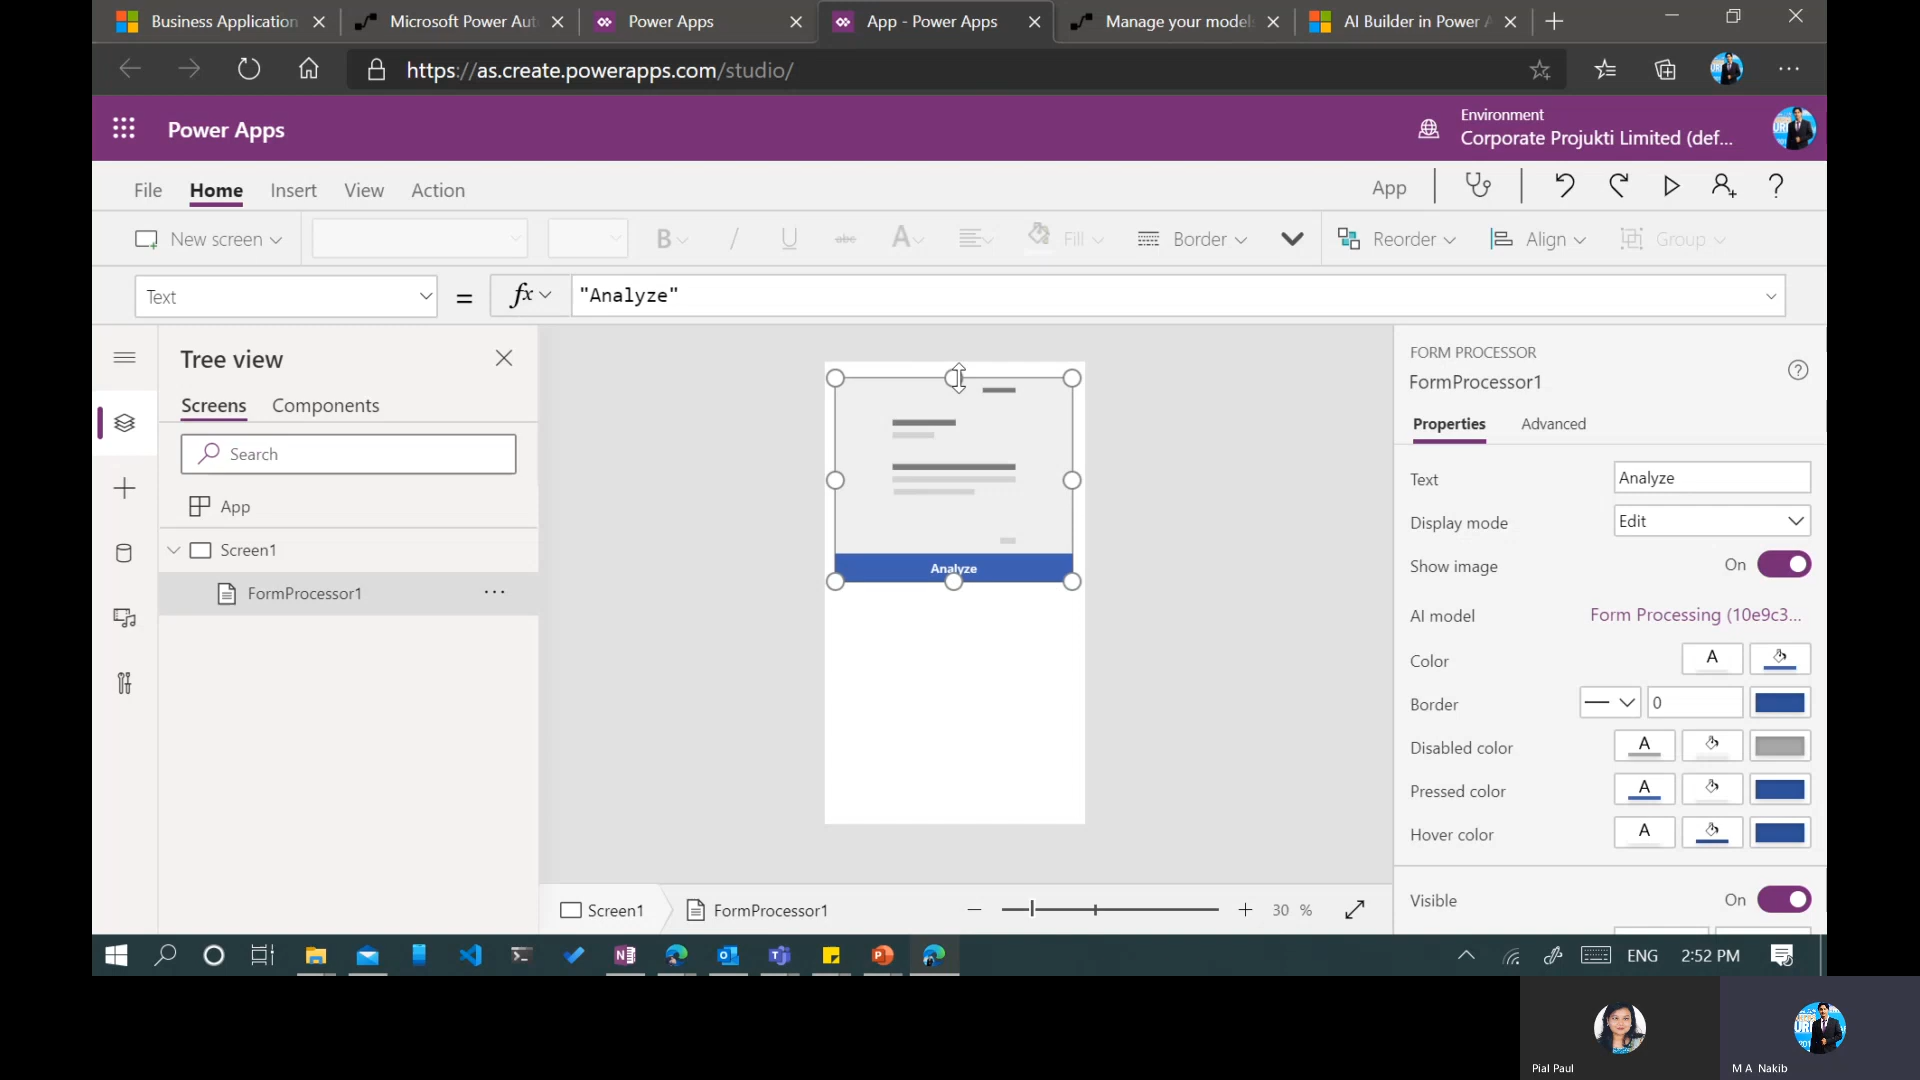 Business Application
Microsoft Power Aut
Power Apps
App - Power Apps
Manage your models
AI Builder in Power A
https://as.create.powerapps.com/studio/
Power Apps
Environment
Corporate Projukti Limited (def...
File
Home
Insert
View
Action
App
New screen
B
/
U
abc
A
Fill
Border
Reorder
Align
Group
Text
=
fx
"Analyze"
Tree view
Screens
Components
Search
App
Screen1
FormProcessor1
...
Analyze
FORM PROCESSOR
FormProcessor1
Properties
Advanced
Text
Analyze
Display mode
Edit
Show image
On
AI model
Form Processing (10e9c3...
Color
A
Border
0
Disabled color
A
Pressed color
A
Hover color
A
Visible
On
Screen1
FormProcessor1
30 %
ENG
2:52 PM
Pial Paul
M A Nakib